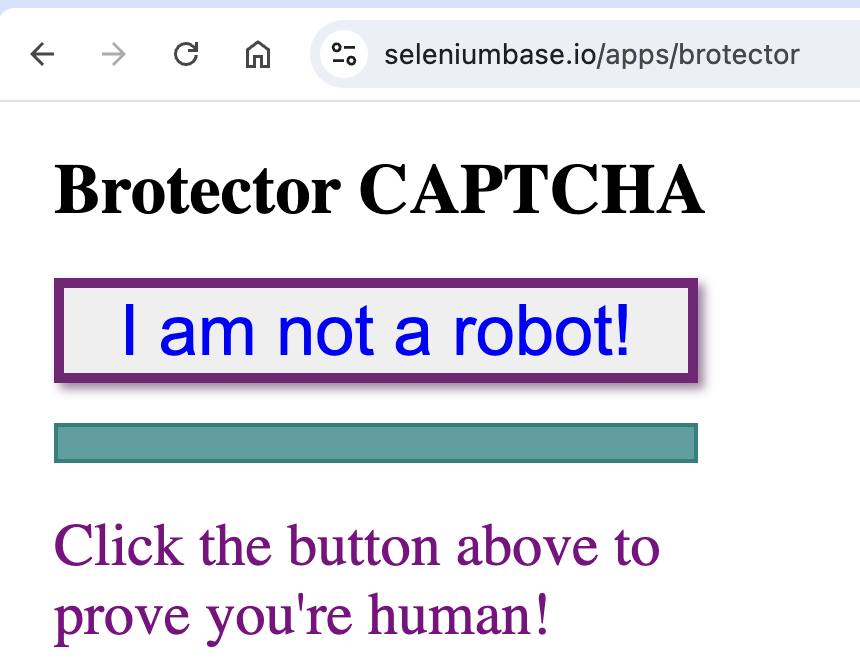 seleniumbase.io/apps/brotector
Brotector CAPTCHA
I am not a robot!
Click the button above to
prove you're human!